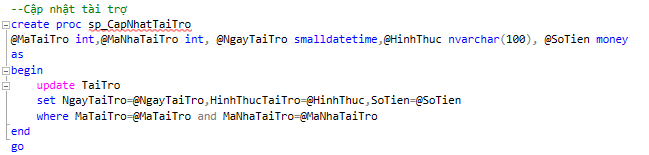 --Cập nhật tài trợ
create proc sp_CapNhatTaiTro
@MaTaiTro int,@MaNhaTaiTro int, @NgayTaiTro smalldatetime,@HinhThuc nvarchar(100), @SoTien money
as
begin
update TaiTro
set NgayTaiTro=@NgayTaiTro,HinhThucTaiTro=@HinhThuc,SoTien=@SoTien
where MaTaiTro=@MaTaiTro and MaNhaTaiTro=@MaNhaTaiTro
end
go